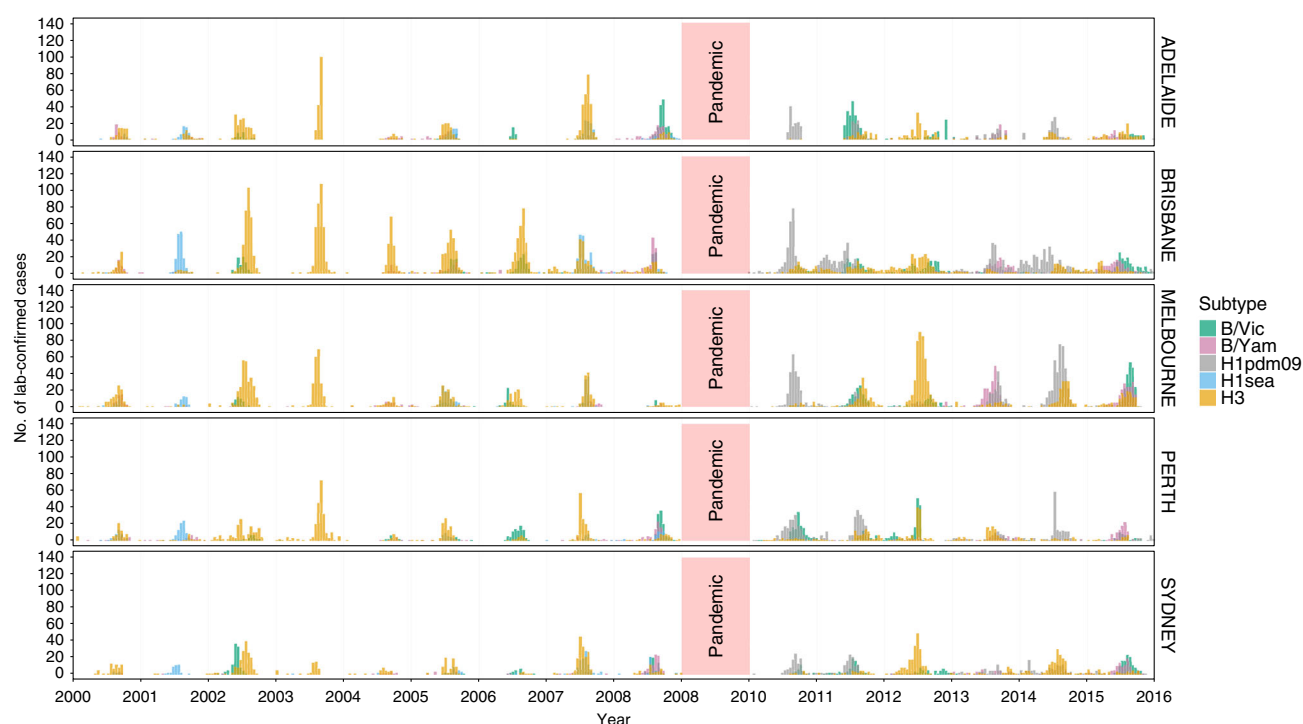 140
120
100
80
60
40
20
0
Pandemic
ADELAIDE
140
120
100
80
60
40
20
0
Pandemic
BRISBANE
140
120
100
80
60
40
20
0
Pandemic
MELBOURNE
140
120
100
80
60
40
20
0
Pandemic
PERTH
140
120
100
80
60
40
20
0
Pandemic
SYDNEY
No. of lab-confirmed cases
2000 2001 2002 2003 2004 2005 2006 2007 2008 2008 2010 2011 2012 2013 2014 2015 2016
Year
Subtype
B/Vic
B/Yam
H1pdm09
H1sea
H3